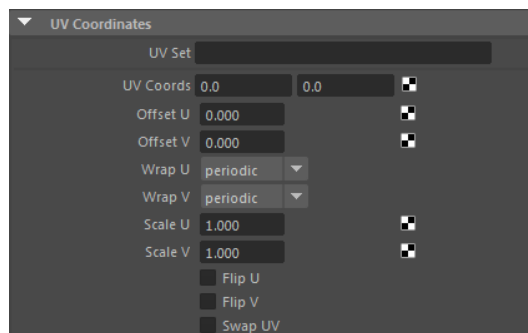 UV Coordinates
UV Set
UV Coords 0.0 0.0
Offset U 0.000
Offset V 0.000
Wrap U periodic
Wrap V periodic
Scale U 1.000
Scale V 1.000
Flip U
Flip V
Swap UV